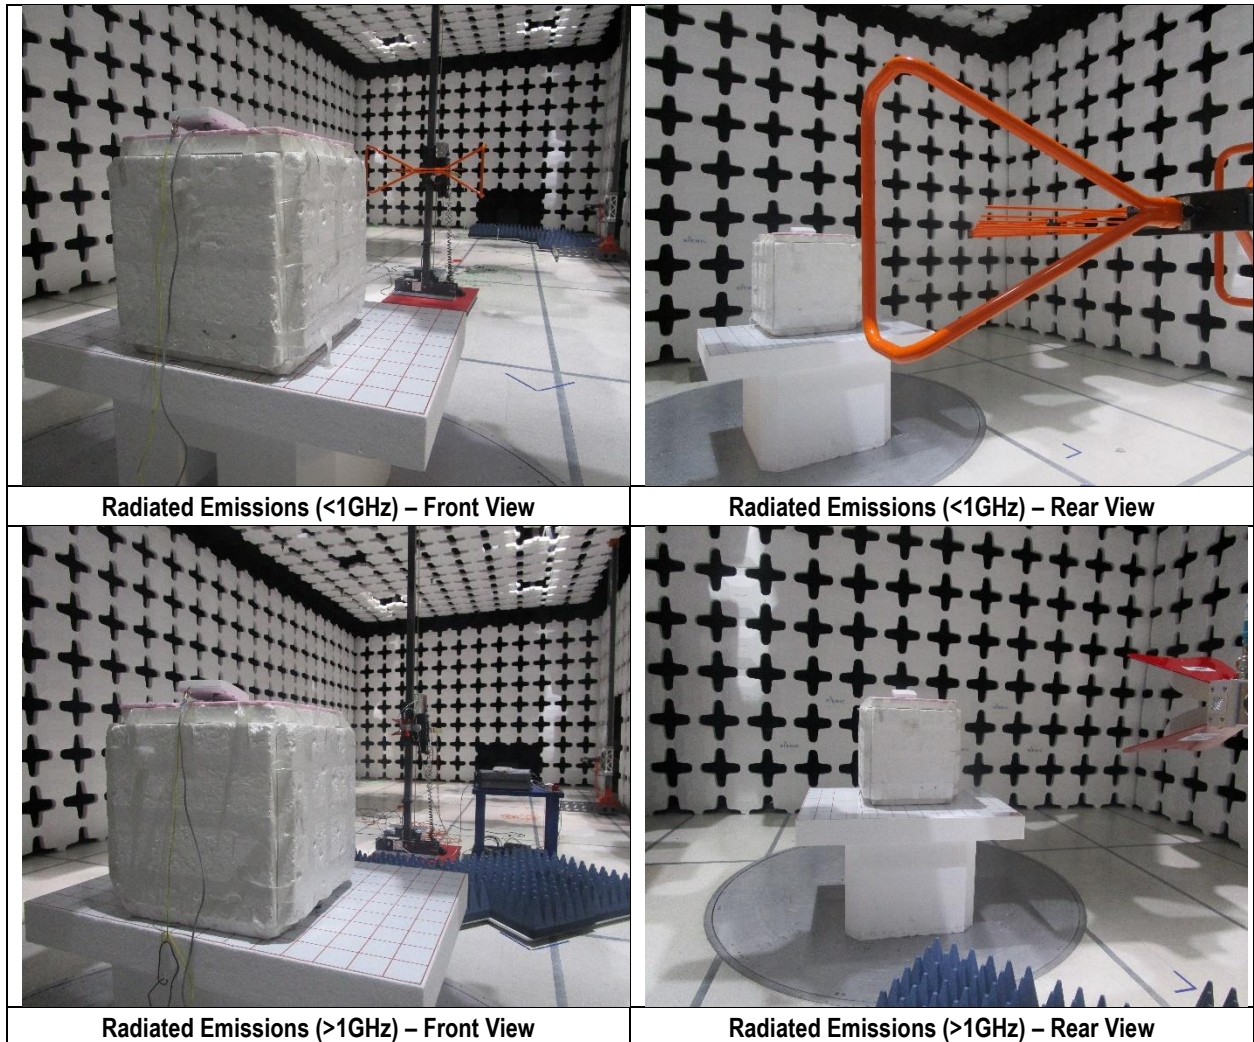 Radiated Emissions (<1GHz) – Front View
Radiated Emissions (<1GHz) – Rear View
Radiated Emissions (>1GHz) – Front View
Radiated Emissions (>1GHz) – Rear View